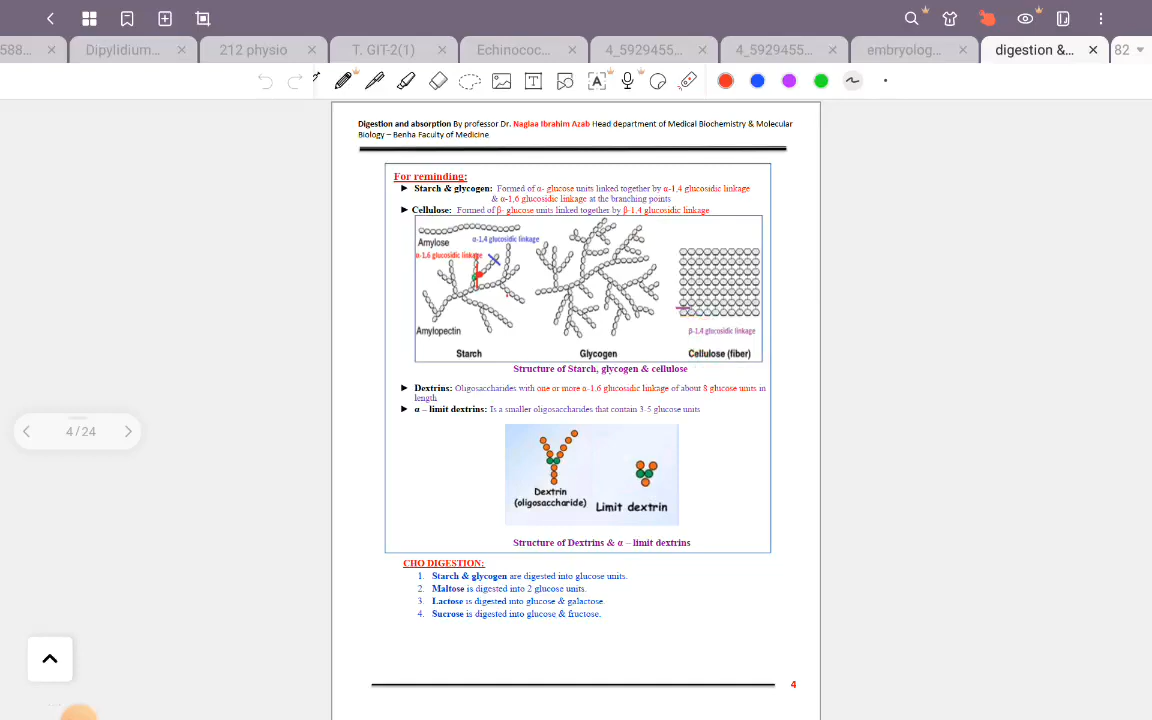 588...
Dipylidium...
212 physio
T. GIT-2(1)
Echinococ...
4_5929455...
4_5929455...
embryolog...
digestion &...
82
Digestion and absorption By professor Dr. Naglaa Ibrahim Azab Head department of Medical Biochemistry & Molecular
Biology – Benha Faculty of Medicine
For reminding:
► Starch & glycogen: Formed of α- glucose units linked together by α-1,4 glucosidic linkage
& α-1,6 glucosidic linkage at the branching points
► Cellulose: Formed of β- glucose units linked together by β-1,4 glucosidic linkage
Amylose
α-1,4 glucosidic linkage
α-1,6 glucosidic linkage
Amylopectin
β-1,4 glucosidic linkage
Starch
Glycogen
Cellulose (fiber)
Structure of Starch, glycogen & cellulose
► Dextrins: Oligosaccharides with one or more α-1,6 glucosidic linkage of about 8 glucose units in
length
► α – limit dextrins: Is a smaller oligosaccharides that contain 3-5 glucose units
Dextrin
(oligosaccharide)
Limit dextrin
Structure of Dextrins & α – limit dextrins
CHO DIGESTION:
1. Starch & glycogen are digested into glucose units.
2. Maltose is digested into 2 glucose units.
3. Lactose is digested into glucose & galactose.
4. Sucrose is digested into glucose & fructose.
4
4 / 24